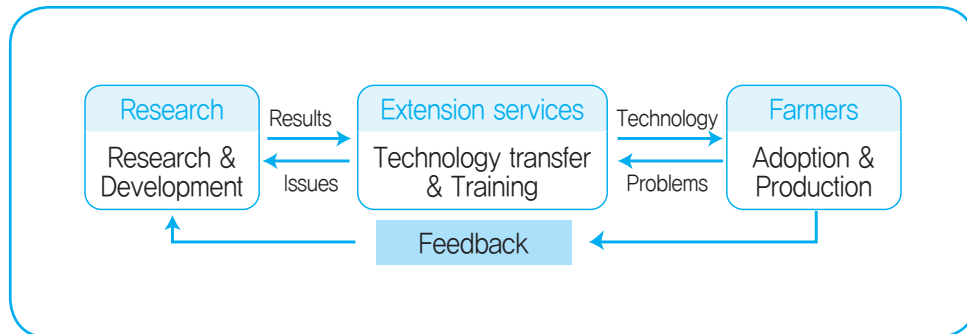 Research
Research &
Development
Results
Issues
Extension services
Technology transfer
& Training
Technology
Problems
Farmers
Adoption &
Production
Feedback